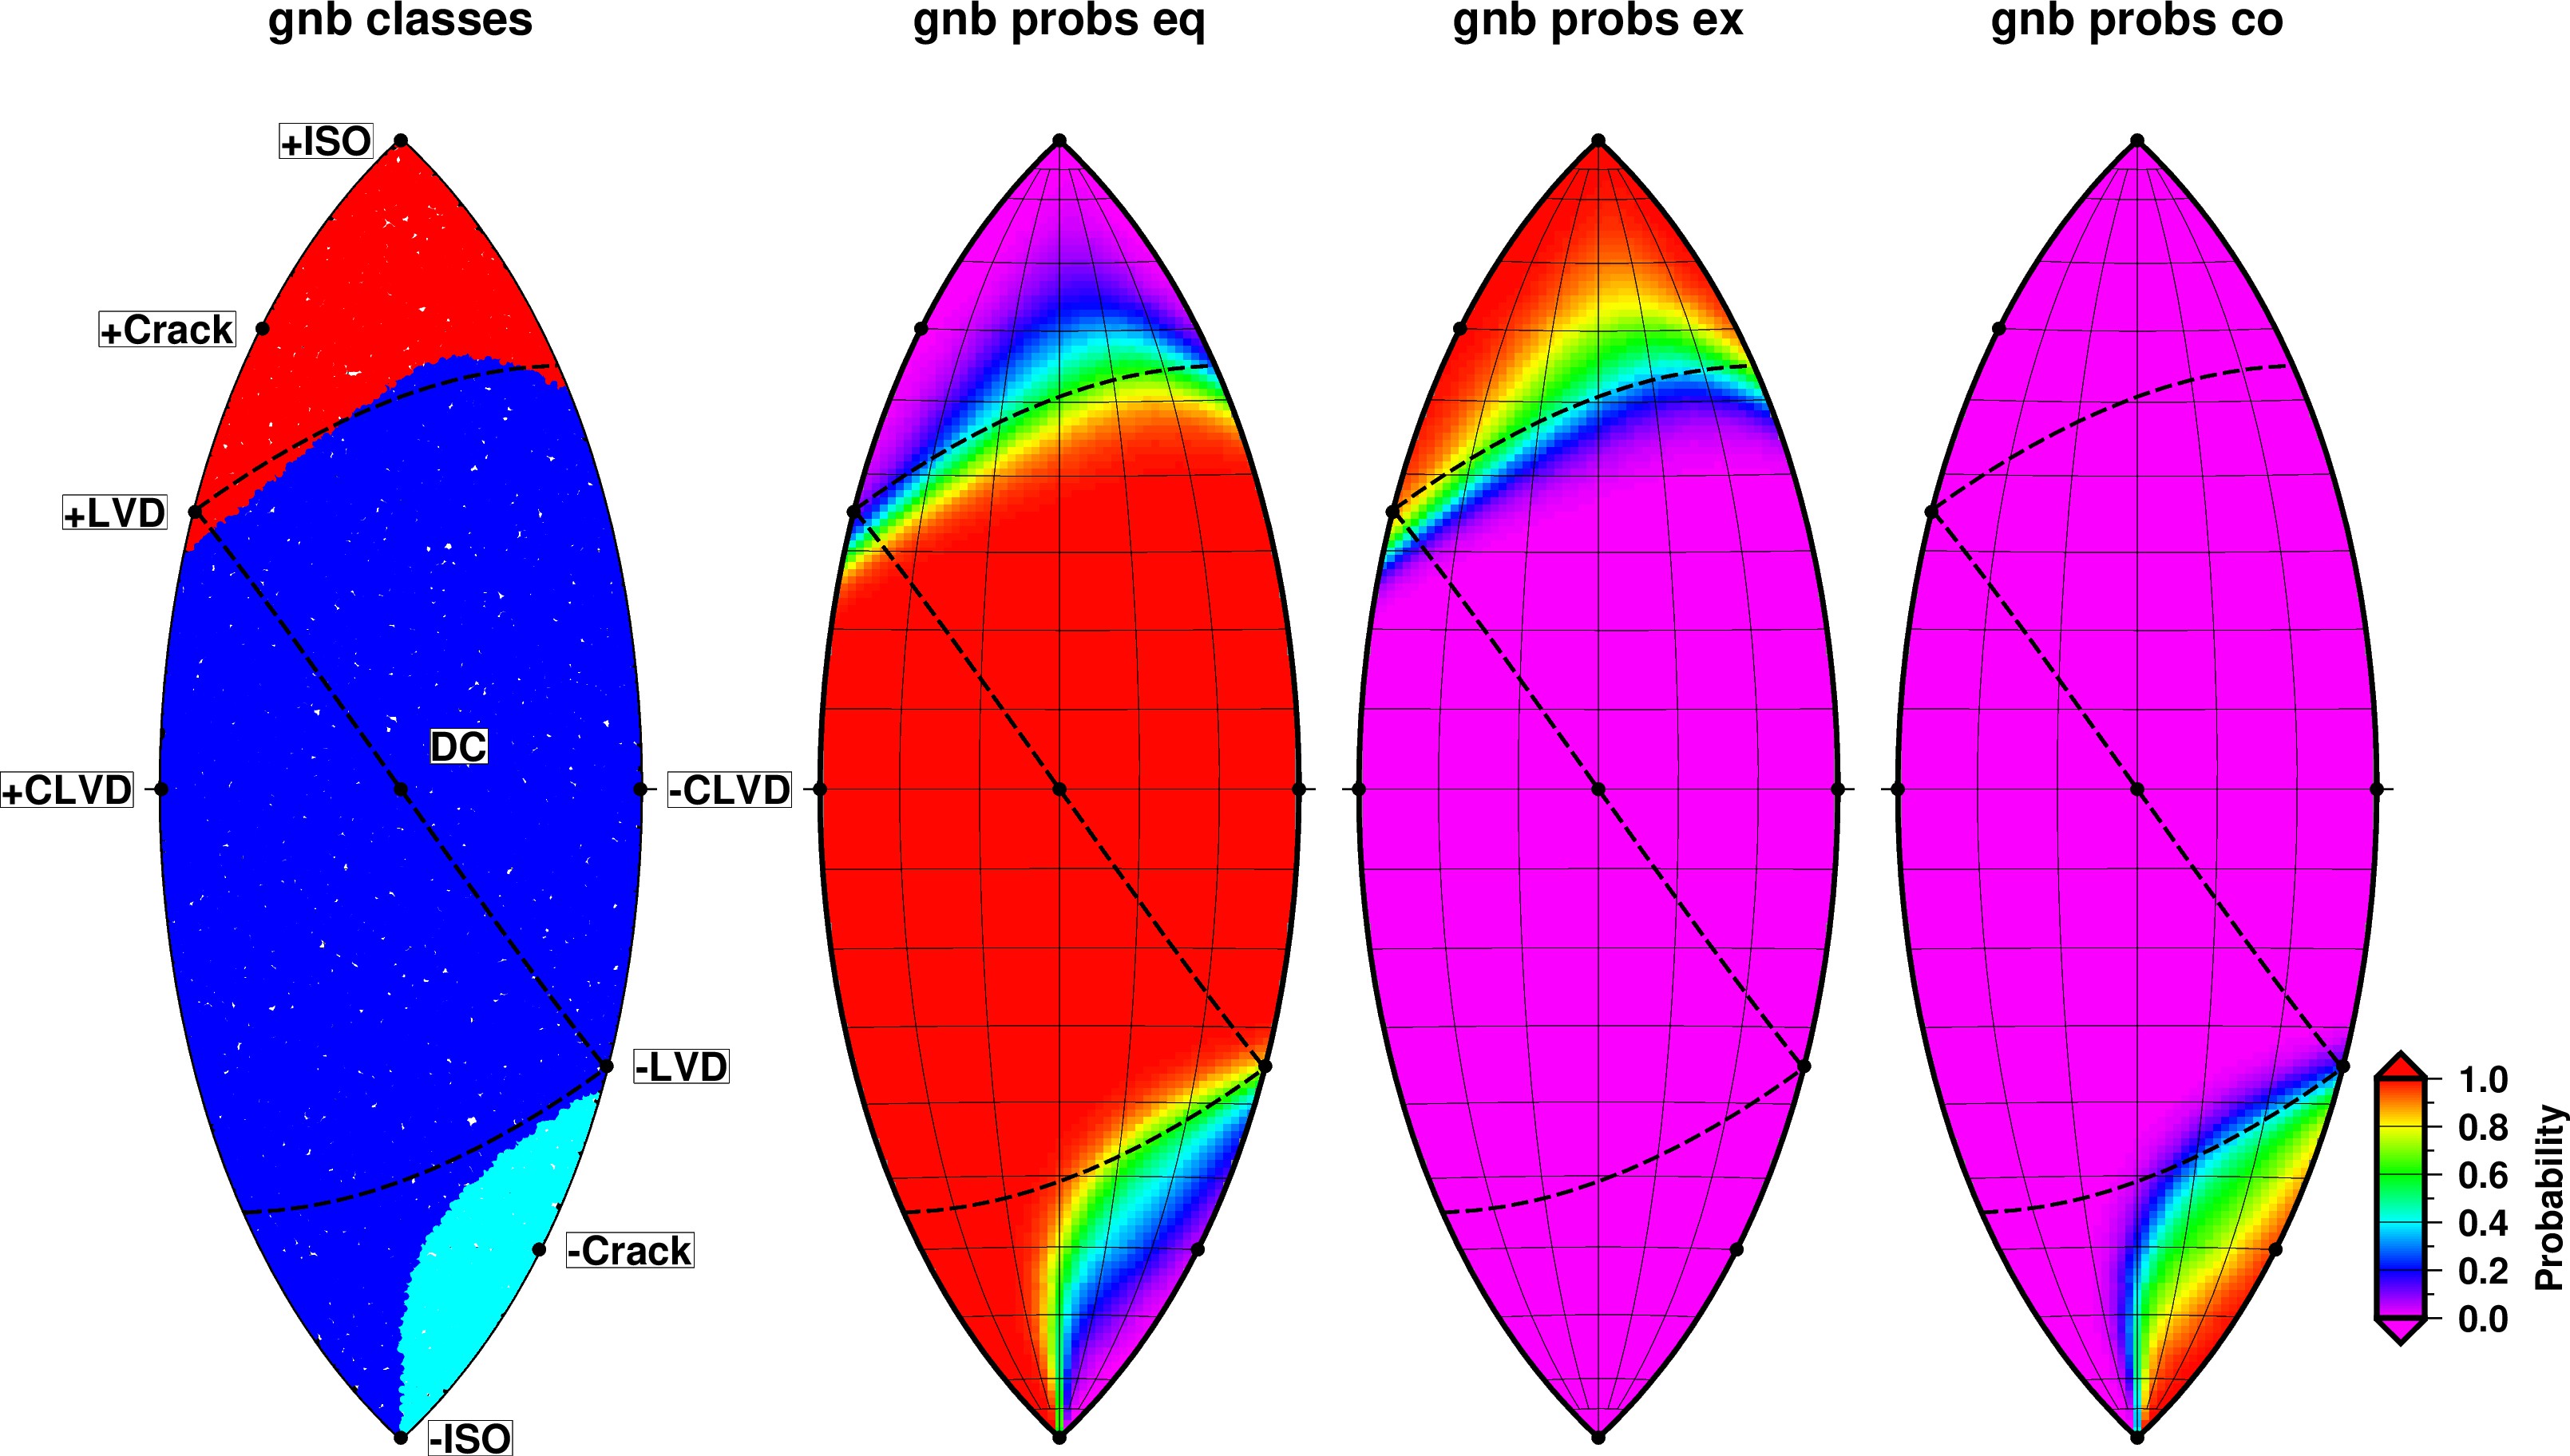 gnb classes
gnb probs eq
gnb probs ex
gnb probs co
+ISO
+Crack
+LVD
DC
+CLVD
-CLVD
-LVD
-Crack
-ISO
1.0
0.8
0.6
0.4
0.2
0.0
Probability